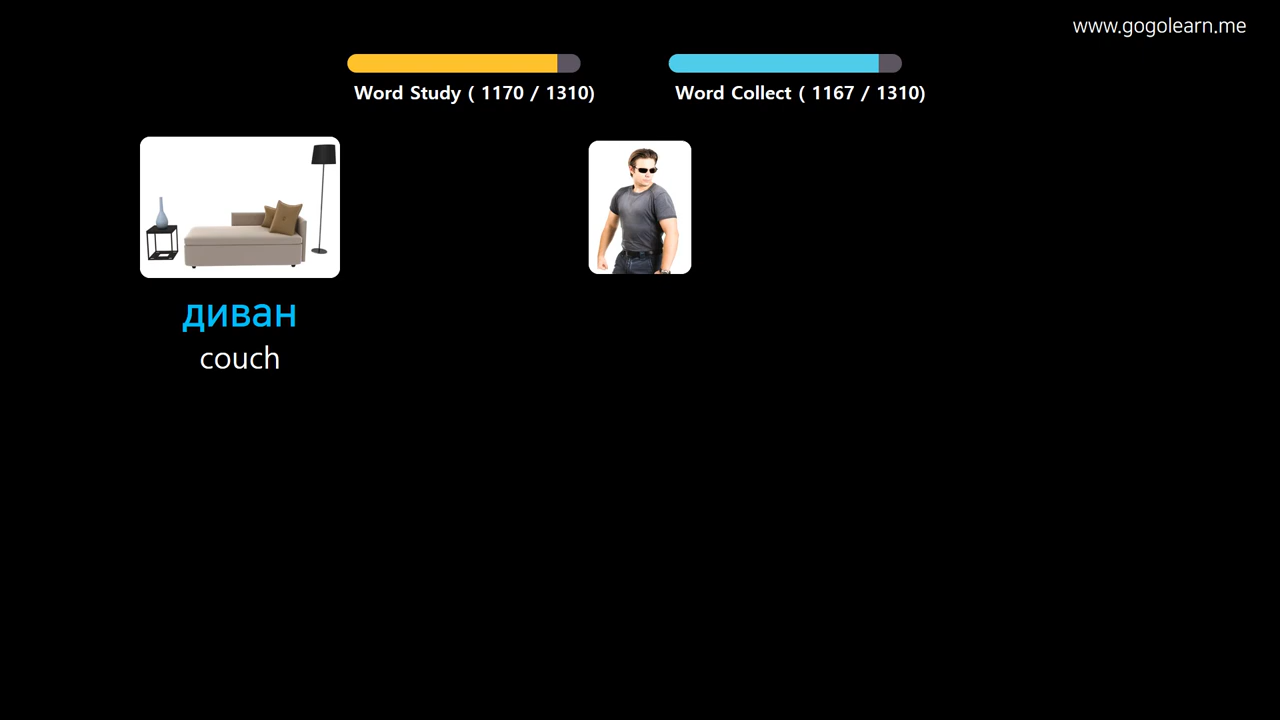 www.gogolearn.me
Word Study ( 1170 / 1310)
Word Collect ( 1167 / 1310)
диван
couch